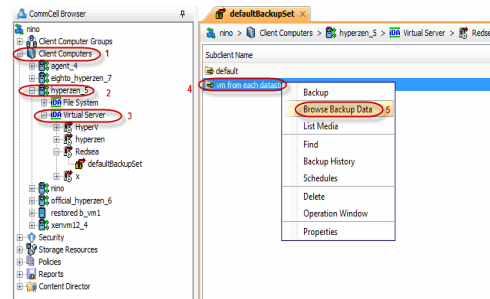 CommCell Browser
nino
Client Computer Groups
Client Computers 1
agent_4
eighto_hyperzen_7
hyperzen_5 2
iDA File System
iDA Virtual Server 3
HyperV
hyperzen
Redsea
defaultBackupSet
x
nino
official_hyperzen_6
restored b_vm1
xenvm12_4
Security
Storage Resources
Policies
Reports
Content Director
defaultBackupSet
nino > Client Computers > hyperzen_5 > iDA Virtual Server > Redse
Subclient Name
default
4 vm from each datast
Backup
Browse Backup Data 5
List Media
Find
Backup History
Schedules
Delete
Operation Window
Properties